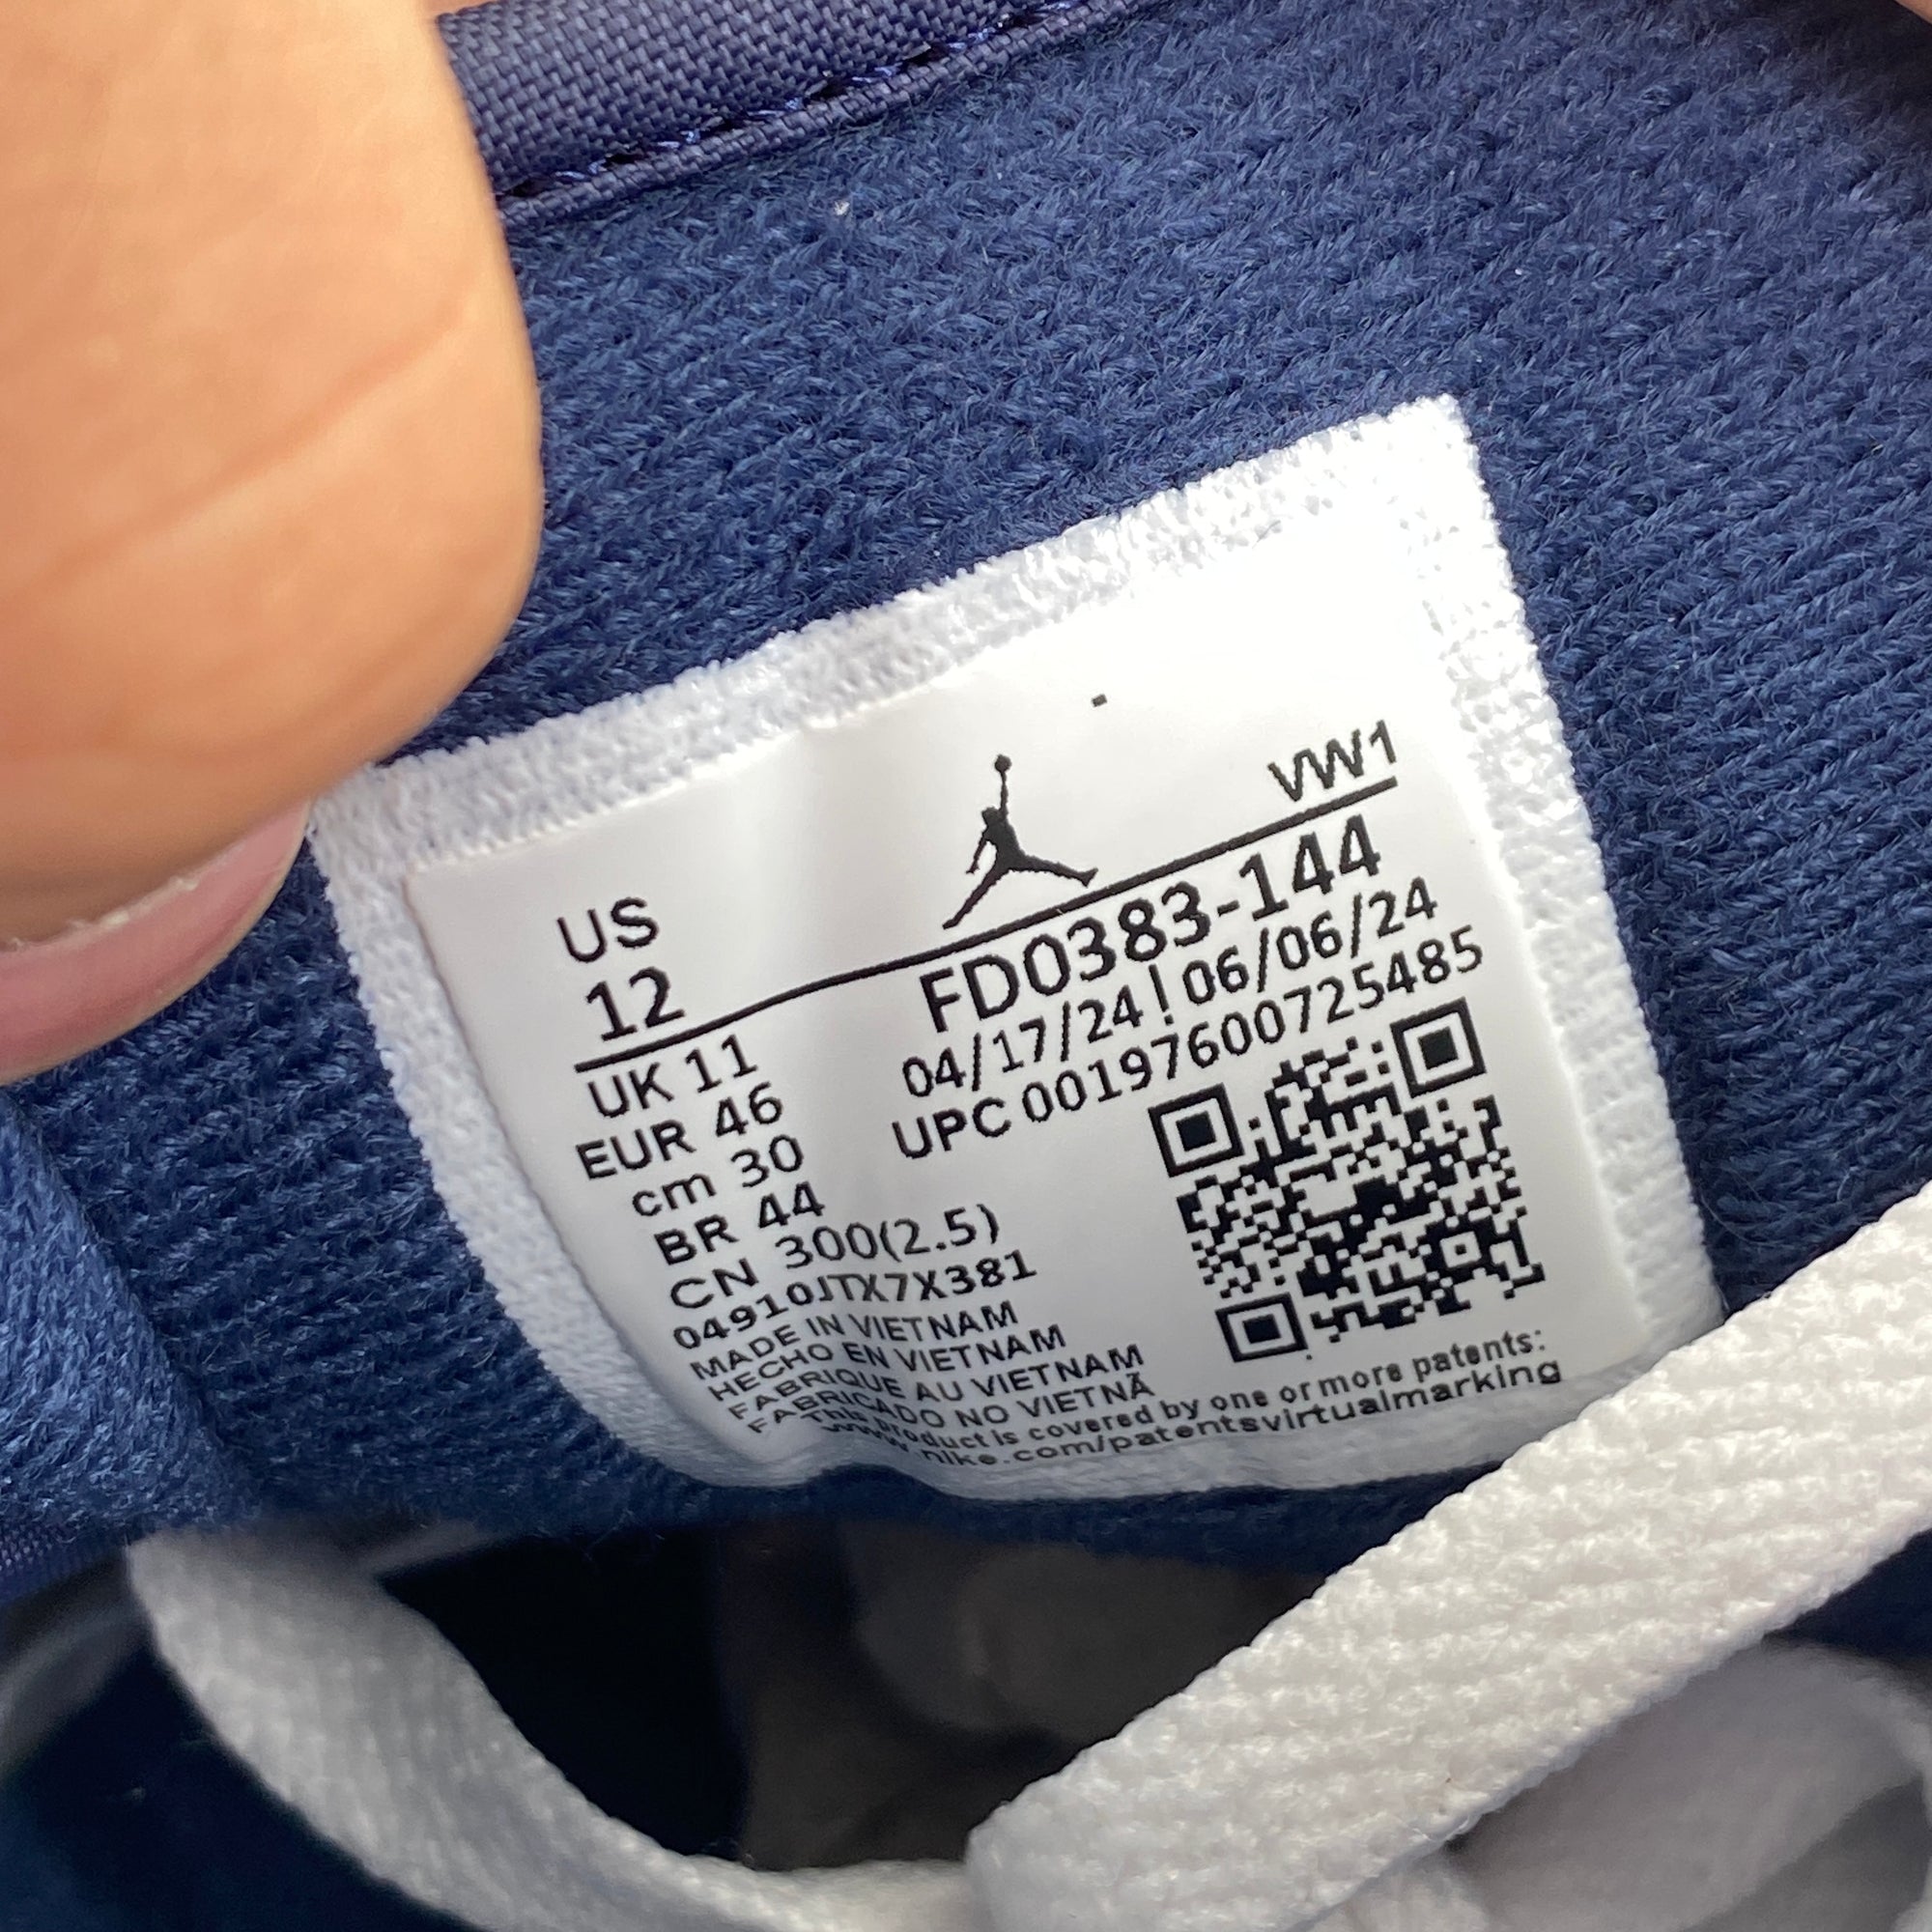 VW1
US
12
FD0383-144
04/17/24!06/06/24
UPC 00197600725485
UK 11
EUR 46
cm 30
BR 44
CN 300(2.5)
04910JTX7X381
MADE IN VIETNAM
HECHO EN VIETNAM
FABRIQUE AU VIETNAM
FABRICADO NO VIETNÃ
This product is covered by one or more patents:
www.nike.com/patentsvirtualmarking